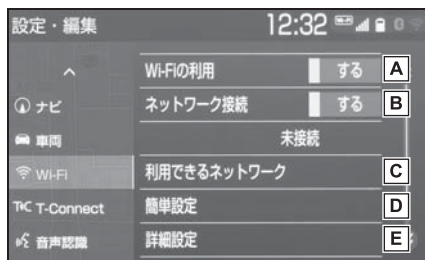 設定・編集 12:32 Wi-Fi 0
Wi-Fiの利用 する A
ナビ
ネットワーク接続 する B
車両
未接続
Wi-Fi
利用できるネットワーク C
T-Connect
簡単設定 D
音声認識
詳細設定 E